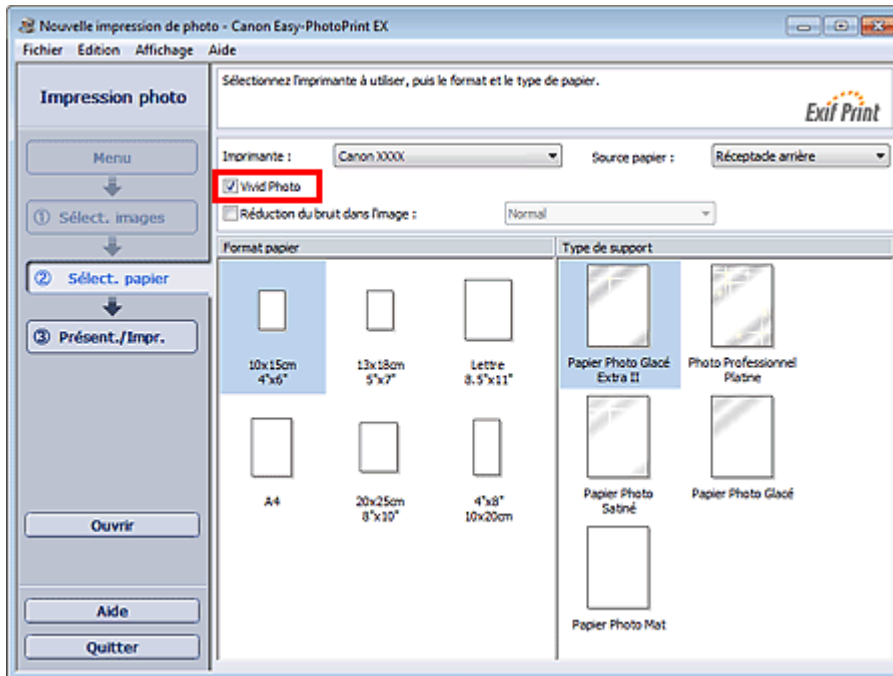 Nouvelle impression de photo - Canon Easy-PhotoPrint EX
Fichier Edition Affichage Aide
Impression photo
Sélectionnez l'imprimante à utiliser, puis le format et le type de papier.
Exif Print
Menu
① Sélect. images
② Sélect. papier
③ Présent./Impr.
Ouvrir
Aide
Quitter
Imprimante :
Canon XXXX
Source papier :
Réceptacle arrière
Vivid Photo
Réduction du bruit dans l'image :
Normal
Format papier
10x15cm
4"x6"
13x18cm
5"x7"
Lettre
8.5"x11"
A4
20x25cm
8"x10"
4"x8"
10x20cm
Type de support
Papier Photo Glacé
Extra II
Photo Professionnel
Platine
Papier Photo
Satiné
Papier Photo Glacé
Papier Photo Mat